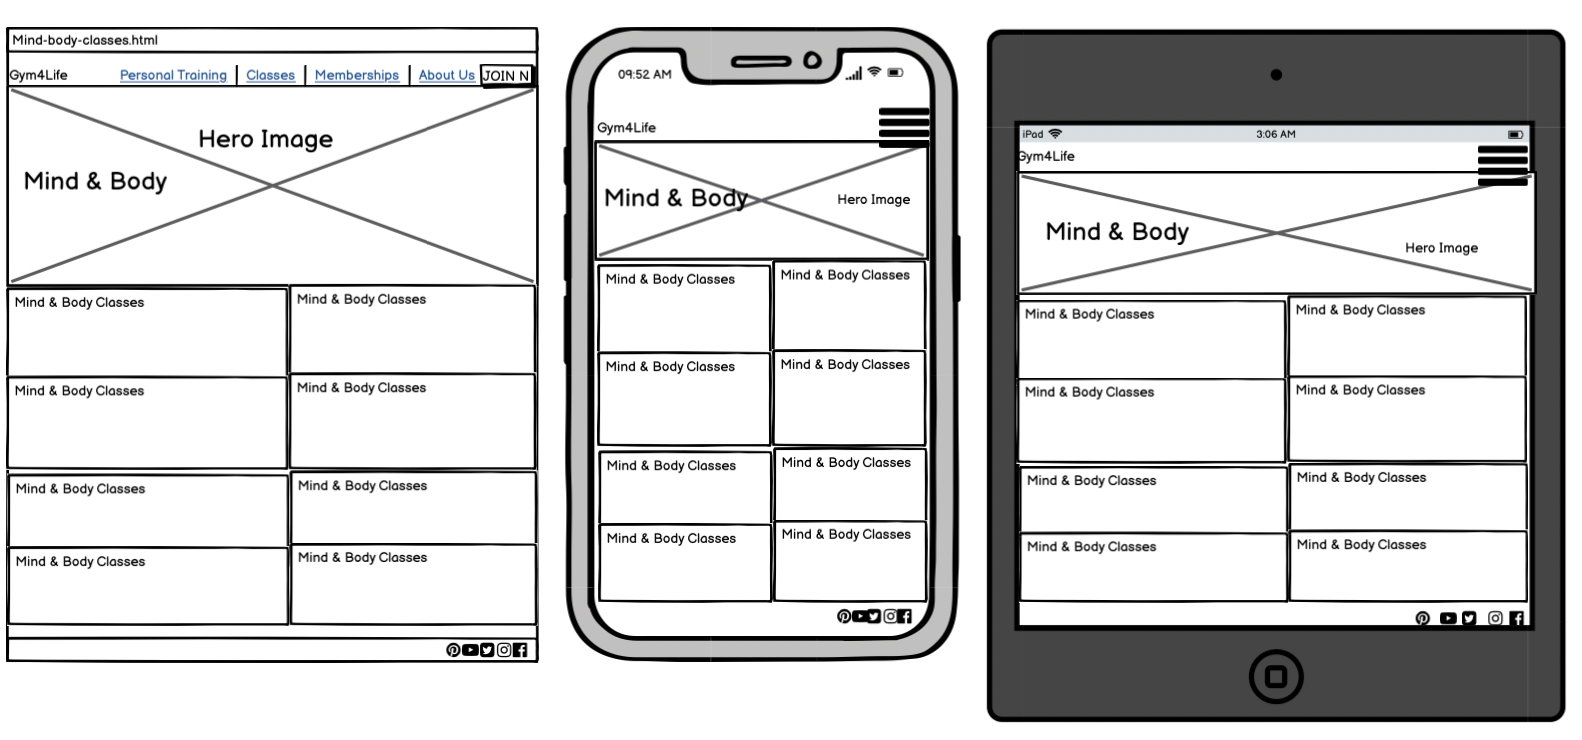 Mind-body-classes.html
Gym4Life Personal Training Classes Memberships About Us JOIN N
Hero Image
Mind & Body
Mind & Body Classes Mind & Body Classes
Mind & Body Classes Mind & Body Classes
Mind & Body Classes Mind & Body Classes
Mind & Body Classes Mind & Body Classes
09:52 AM
Gym4Life
Mind & Body Hero Image
Mind & Body Classes Mind & Body Classes
Mind & Body Classes Mind & Body Classes
Mind & Body Classes Mind & Body Classes
Mind & Body Classes Mind & Body Classes
iPad 3:06 AM
Gym4Life
Mind & Body
Hero Image
Mind & Body Classes Mind & Body Classes
Mind & Body Classes Mind & Body Classes
Mind & Body Classes Mind & Body Classes
Mind & Body Classes Mind & Body Classes